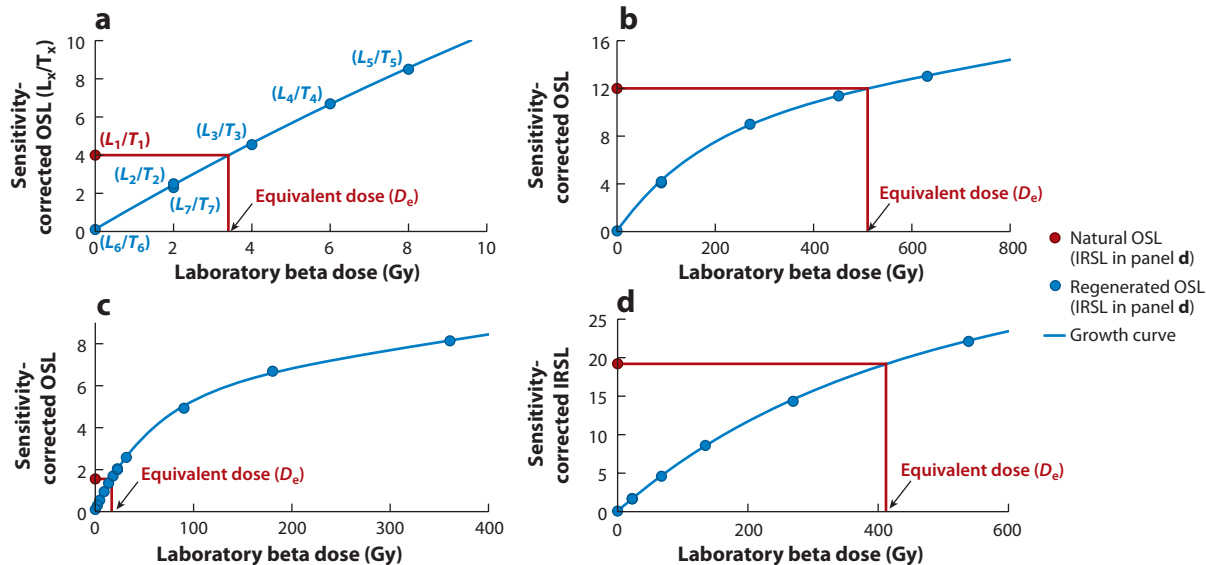 a
Sensitivity-
corrected OSL (Lx/Tx)
10
8
6
4
2
0
(L5/T5)
(L4/T4)
(L3/T3)
(L1/T1)
(L2/T2)
(L7/T7)
(L6/T6)
Equivalent dose (De)
0 2 4 6 8 10
Laboratory beta dose (Gy)
b
Sensitivity-
corrected OSL
16
12
8
4
0
Equivalent dose (De)
0 200 400 600 800
Laboratory beta dose (Gy)
Natural OSL
(IRSL in panel d)
Regenerated OSL
(IRSL in panel d)
Growth curve
c
Sensitivity-
corrected OSL
8
6
4
2
0
Equivalent dose (De)
0 100 200 300 400
Laboratory beta dose (Gy)
d
Sensitivity-
corrected IRSL
25
20
15
10
5
0
Equivalent dose (De)
0 200 400 600
Laboratory beta dose (Gy)